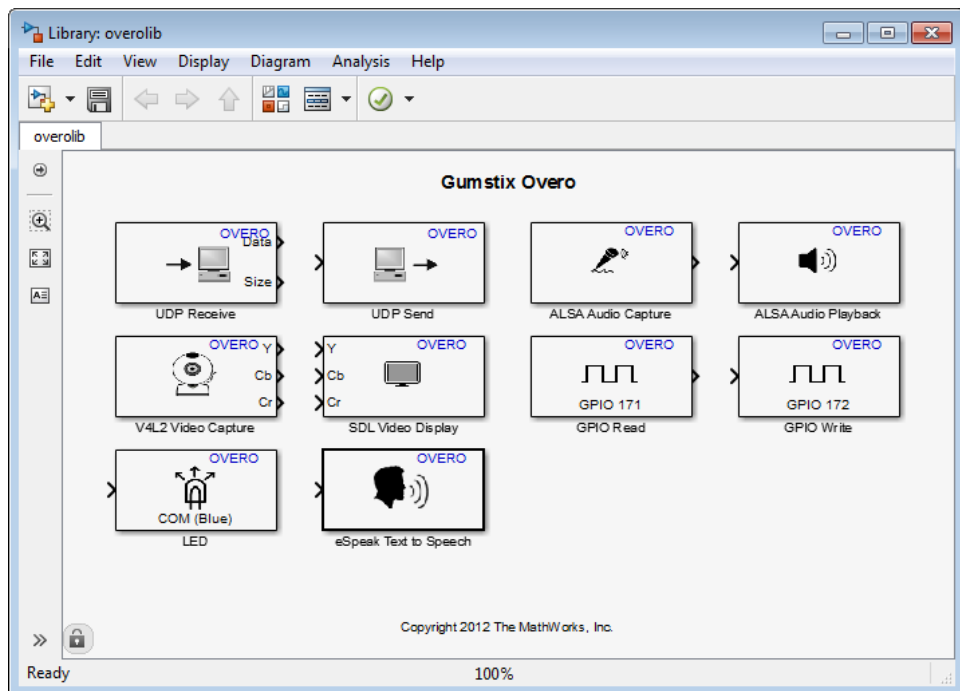 Library: overolib
File Edit View Display Diagram Analysis Help
overolib
Gumstix Overo
OVERO
Data
Size
UDP Receive
OVERO
UDP Send
OVERO
ALSA Audio Capture
OVERO
ALSA Audio Playback
OVERO
Y
Cb
Cr
V4L2 Video Capture
OVERO
Y
Cb
Cr
SDL Video Display
OVERO
GPIO 171
GPIO Read
OVERO
GPIO 172
GPIO Write
OVERO
COM (Blue)
LED
OVERO
eSpeak Text to Speech
Copyright 2012 The MathWorks, Inc.
Ready 100%